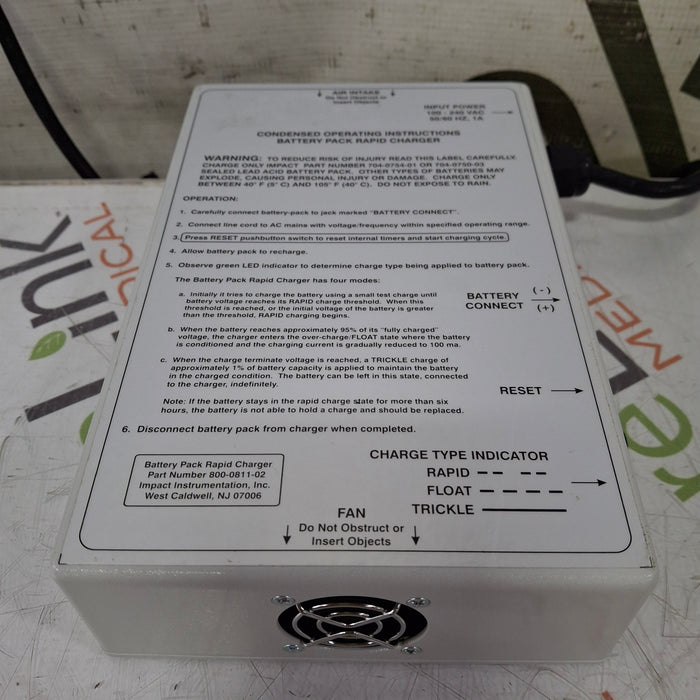 AIR INTAKE
Do Not Obstruct or
Insert Objects
INPUT POWER
100 - 240 VAC
50/60 HZ, 1A
CONDENSED OPERATING INSTRUCTIONS
BATTERY PACK RAPID CHARGER
WARNING: TO REDUCE RISK OF INJURY READ THIS LABEL CAREFULLY.
CHARGE ONLY IMPACT PART NUMBER 704-0754-01 OR 704-0750-03
SEALED LEAD ACID BATTERY PACK. OTHER TYPES OF BATTERIES MAY
EXPLODE, CAUSING PERSONAL INJURY OR DAMAGE. CHARGE ONLY
BETWEEN 40° F (5° C) AND 105° F (40° C). DO NOT EXPOSE TO RAIN.
OPERATION:
1. Carefully connect battery-pack to jack marked "BATTERY CONNECT".
2. Connect line cord to AC mains with voltage/frequency within specified operating range.
3. Press RESET pushbutton switch to reset internal timers and start charging cycle.
4. Allow battery pack to recharge.
5. Observe green LED indicator to determine charge type being applied to battery pack.
The Battery Pack Rapid Charger has four modes:
a. Initially it tries to charge the battery using a small test charge until
battery voltage reaches its RAPID charge threshold. When this
threshold is reached, or the initial voltage of the battery is greater
than the threshold, RAPID charging begins.
BATTERY (-)
CONNECT (+)
b. When the battery reaches approximately 95% of its "fully charged"
voltage, the charger enters the over-charge/FLOAT state where the battery
is conditioned and the charging current is gradually reduced to 100 ma.
c. When the charge terminate voltage is reached, a TRICKLE charge of
approximately 1% of battery capacity is applied to maintain the battery
in the charged condition. The battery can be left in this state, connected
to the charger, indefinitely.
RESET
Note: If the battery stays in the rapid charge state for more than six
hours, the battery is not able to hold a charge and should be replaced.
6. Disconnect battery pack from charger when completed.
CHARGE TYPE INDICATOR
RAPID
FLOAT
TRICKLE
Battery Pack Rapid Charger
Part Number 800-0811-02
Impact Instrumentation, Inc.
West Caldwell, NJ 07006
FAN
Do Not Obstruct or
Insert Objects
link